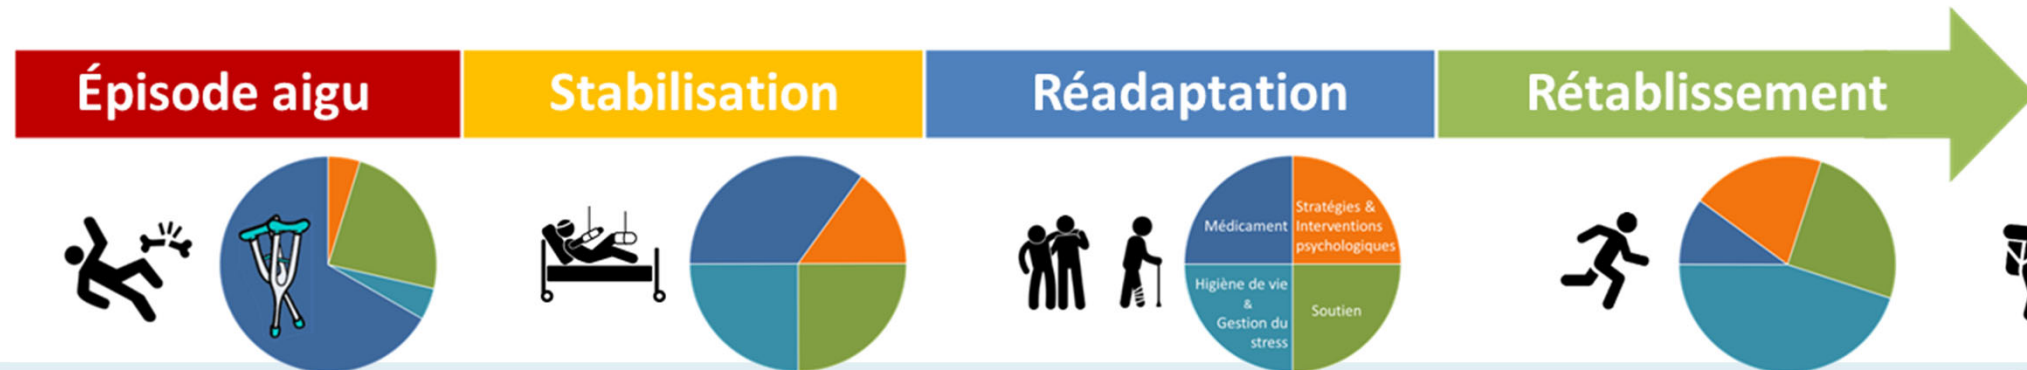 Épisode aigu
Stabilisation
Réadaptation
Rétablissement
Médicament
Stratégies &
Interventions
psychologiques
Higiène de vie
&
Gestion du
stress
Soutien